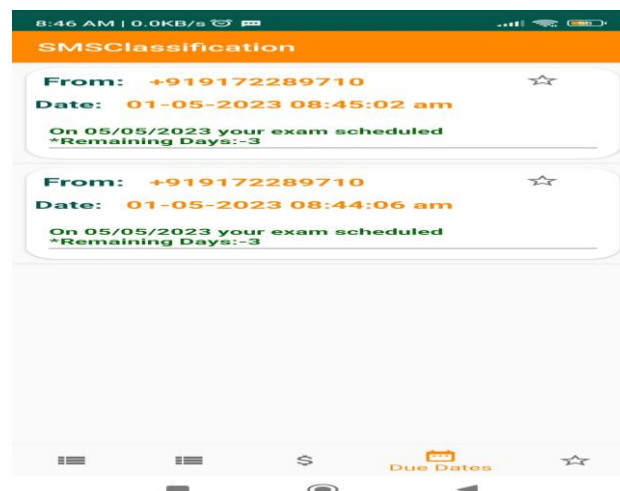 8:46 AM | 0.0KB/s
SMSClassification
From: +919172289710
Date: 01-05-2023 08:45:02 am
On 05/05/2023 your exam scheduled
*Remaining Days:-3
From: +919172289710
Date: 01-05-2023 08:44:06 am
On 05/05/2023 your exam scheduled
*Remaining Days:-3
$
Due Dates